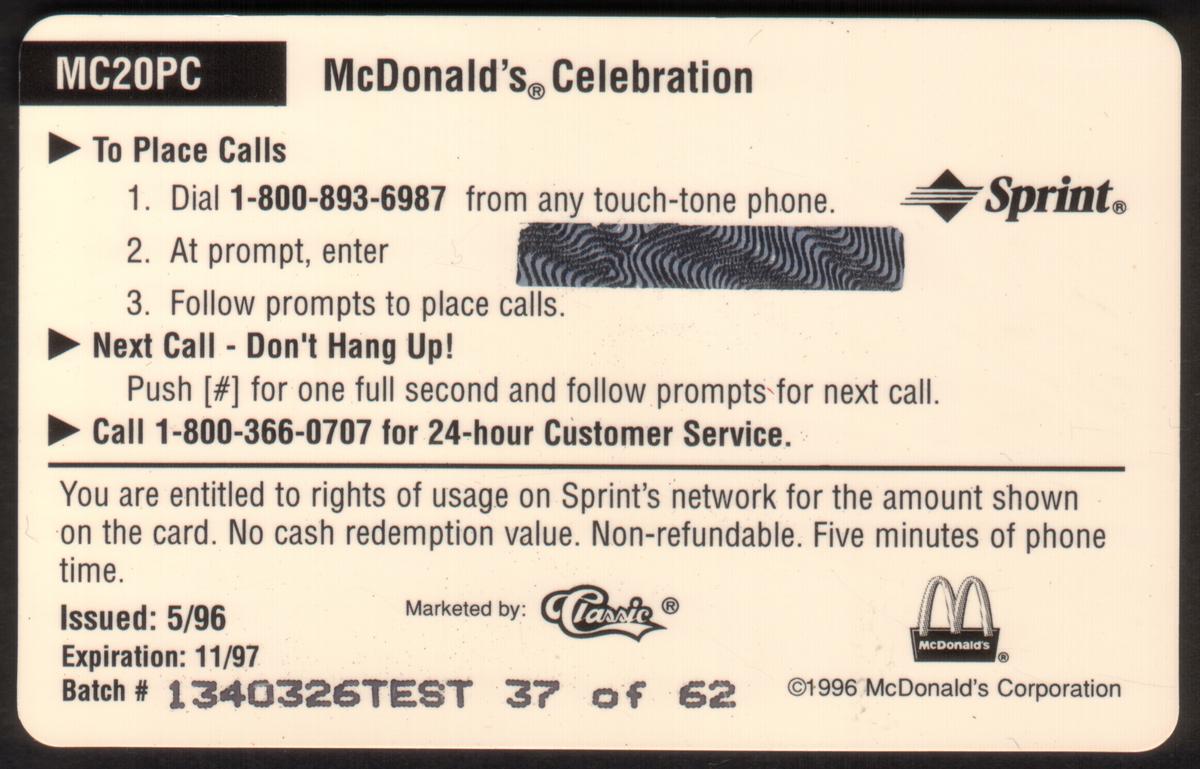 MC20PC McDonald's® Celebration
▶ To Place Calls
1. Dial 1-800-893-6987 from any touch-tone phone.
Sprint®
2. At prompt, enter
3. Follow prompts to place calls.
▶ Next Call - Don't Hang Up!
Push [#] for one full second and follow prompts for next call.
▶ Call 1-800-366-0707 for 24-hour Customer Service.
You are entitled to rights of usage on Sprint's network for the amount shown
on the card. No cash redemption value. Non-refundable. Five minutes of phone
time.
Issued: 5/96
Marketed by: Classic®
McDonald's®
Expiration: 11/97
Batch # 1340326TEST 37 of 62
©1996 McDonald's Corporation